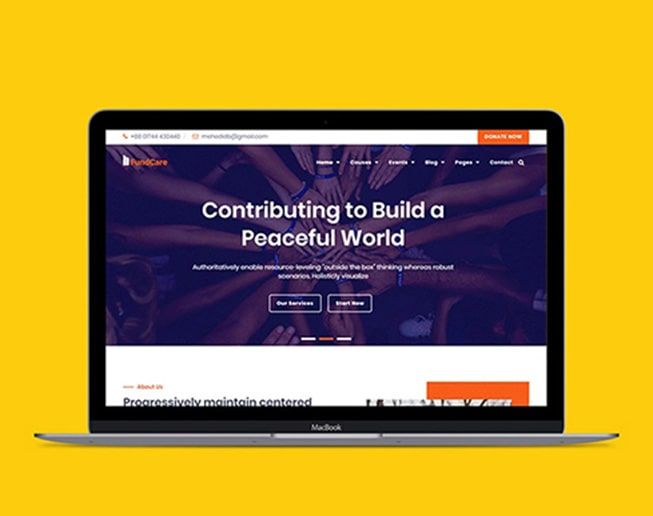 +88 01744 430440
mehedidb@gmail.com
DONATE NOW
FundCare
Home Causes Events Blog Pages Contact
Contributing to Build a
Peaceful World
Authoritatively enable resource-leveling "outside the box" thinking whereas robust
scenarios. Holisticly visualize
Our Services
Start Now
About Us
Progressively maintain centered
MacBook